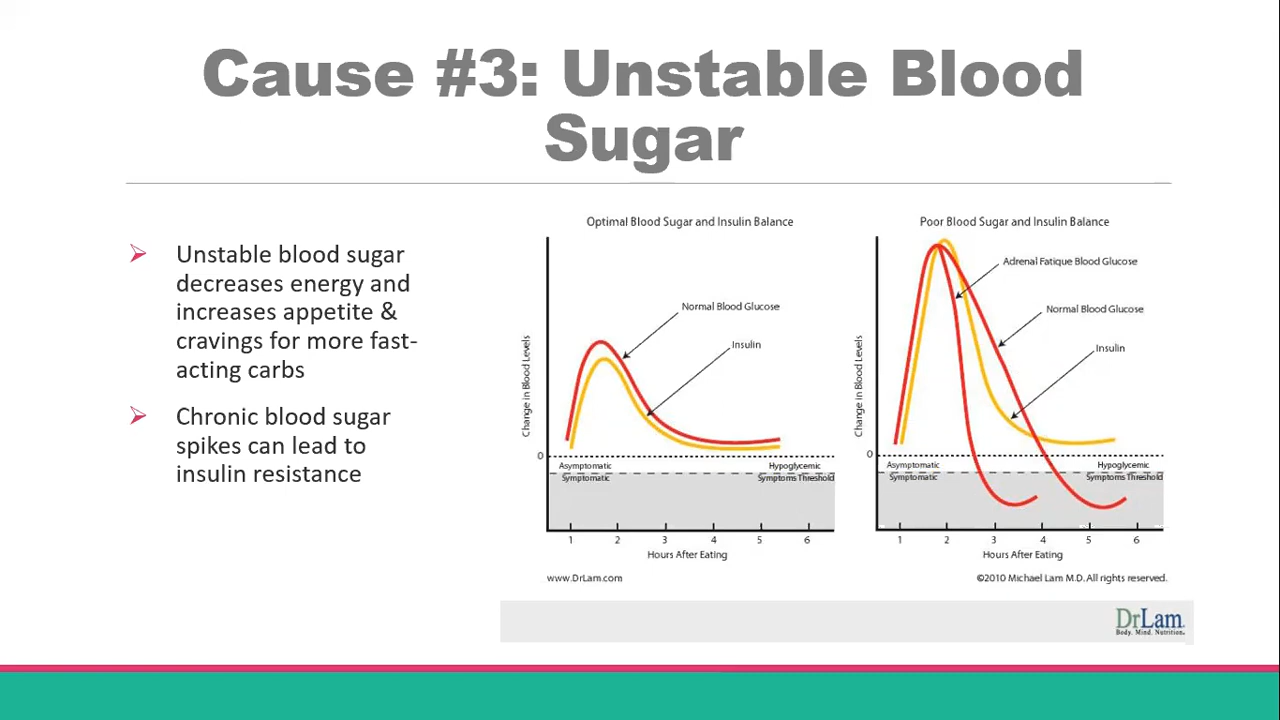 Cause #3: Unstable Blood
Sugar
Unstable blood sugar
decreases energy and
increases appetite &
cravings for more fast-
acting carbs
Chronic blood sugar
spikes can lead to
insulin resistance
Optimal Blood Sugar and Insulin Balance
Normal Blood Glucose
Insulin
Change in Blood Levels
0
Asymptomatic
Hypoglycemic
Symptomatic
Symptoms Threshold
1 2 3 4 5 6
Hours After Eating
Poor Blood Sugar and Insulin Balance
Adrenal Fatique Blood Glucose
Normal Blood Glucose
Insulin
Change in Blood Levels
0
Asymptomatic
Hypoglycemic
Symptomatic
Symptoms Threshold
1 2 3 4 5 6
Hours After Eating
www.DrLam.com
©2010 Michael Lam M.D. All rights reserved.
DrLam.
Body. Mind. Nutrition.